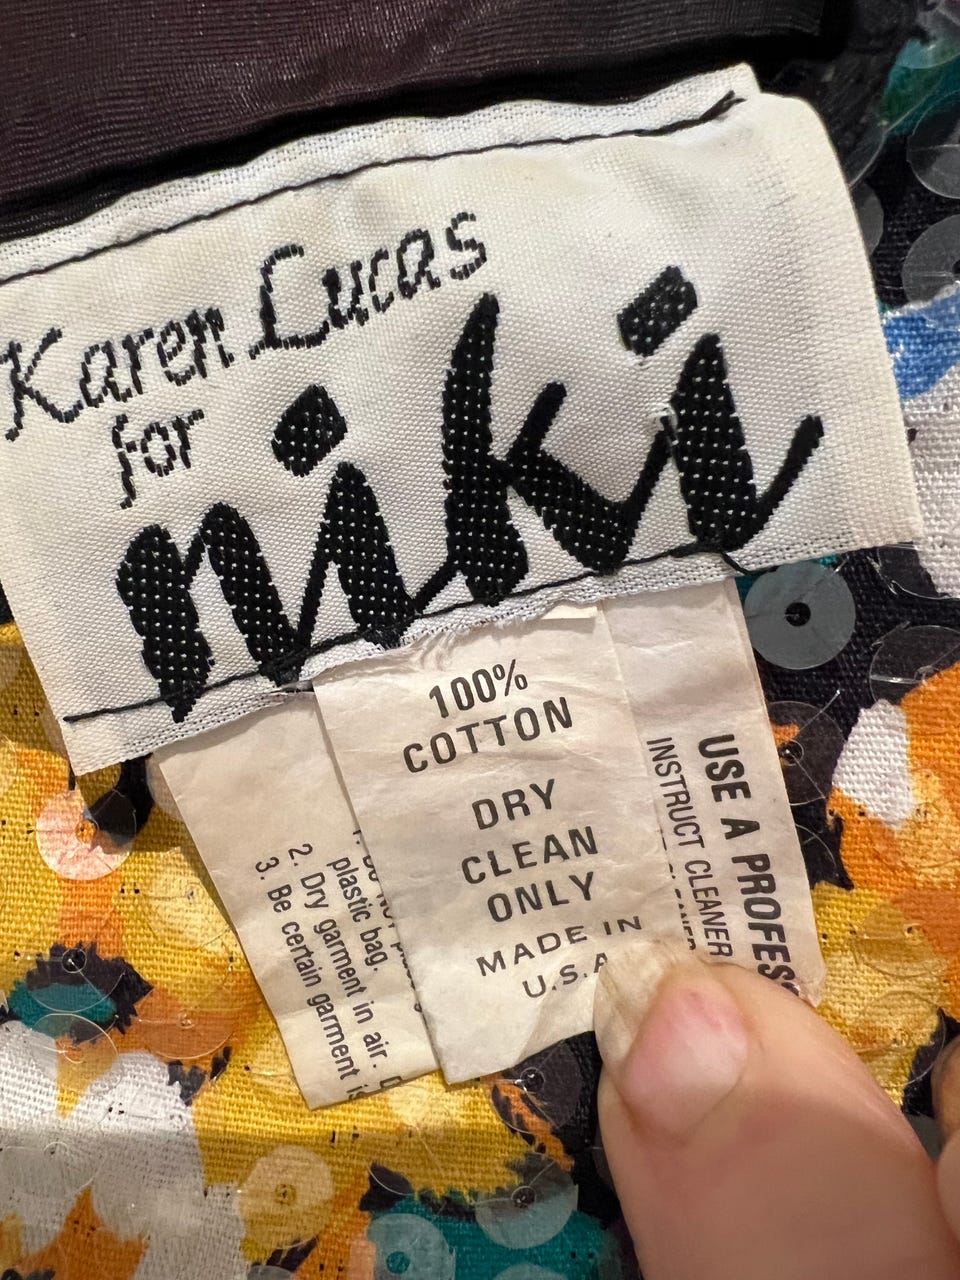 Karen Lucas
for
niki
100%
COTTON
DRY
CLEAN
ONLY
MADE IN
U.S.A
USE A PROFES
INSTRUCT CLEANER
plastic bag.
2. Dry garment in air.
3. Be certain garment